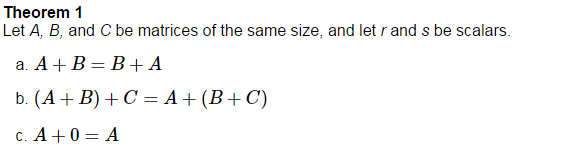 Theorem 1
Let A, B, and C be matrices of the same size, and let r and s be scalars.
a. A + B = B + A
b. (A + B) + C = A + (B + C)
c. A + 0 = A